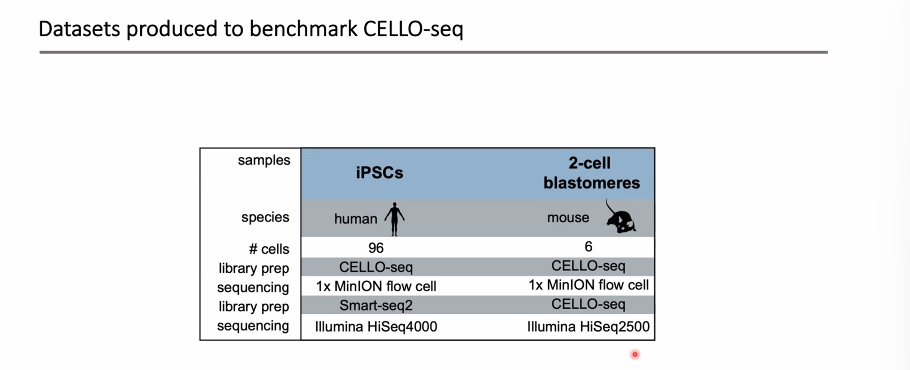 Datasets produced to benchmark CELLO-seq
samples iPSCs 2-cell blastomeres
species human mouse
# cells 96 6
library prep CELLO-seq CELLO-seq
sequencing 1x MinION flow cell 1x MinION flow cell
library prep Smart-seq2 CELLO-seq
sequencing Illumina HiSeq4000 Illumina HiSeq2500